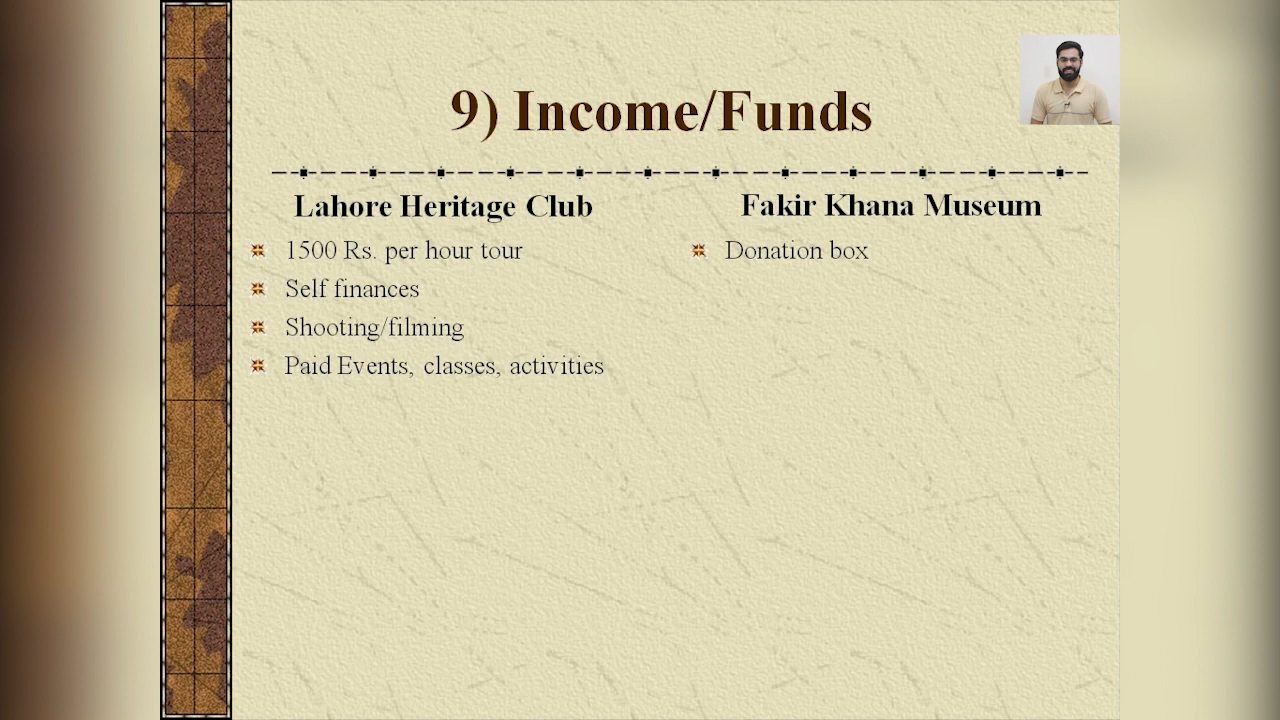 9) Income/Funds
Lahore Heritage Club
1500 Rs. per hour tour
Self finances
Shooting/filming
Paid Events, classes, activities
Fakir Khana Museum
Donation box